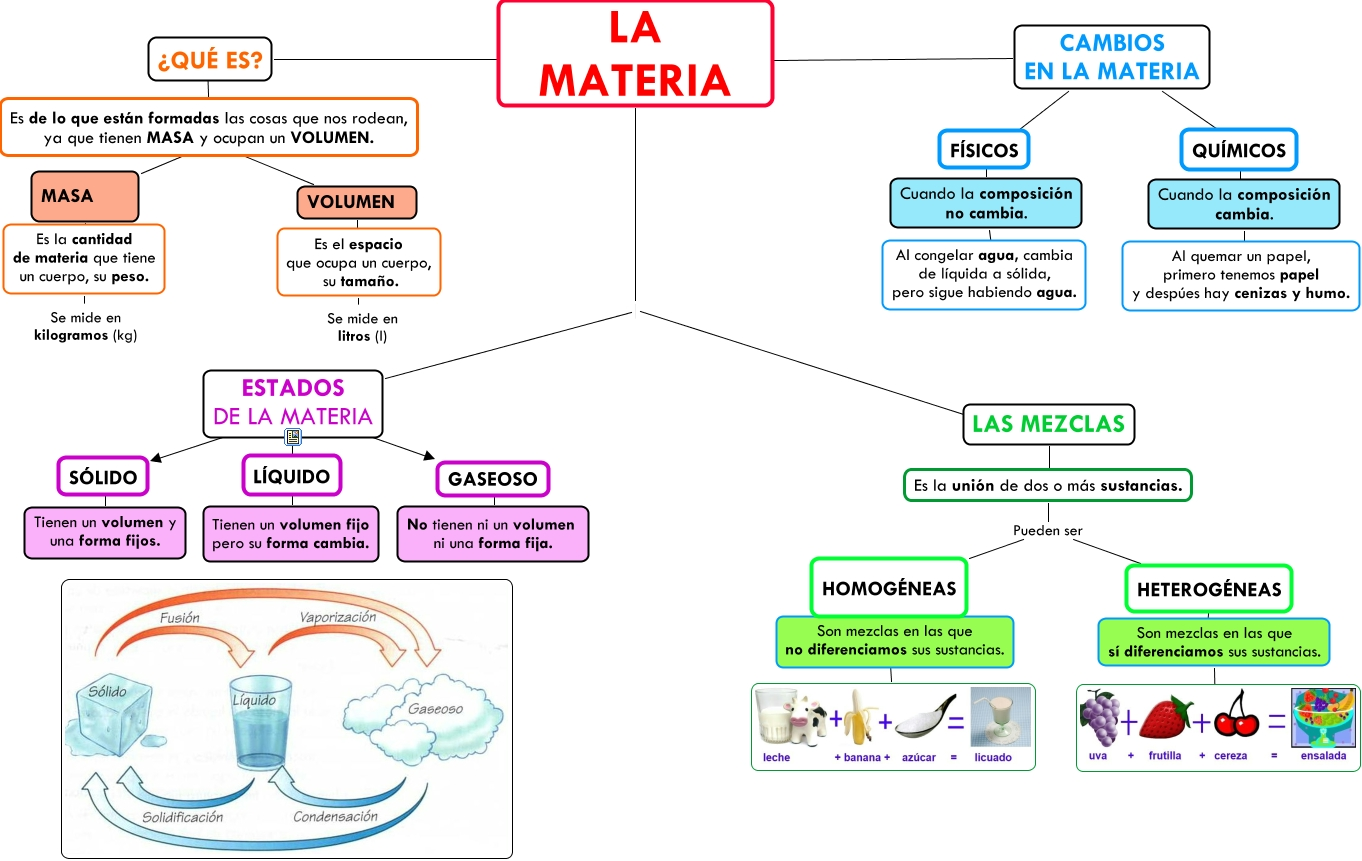 LA
MATERIA
¿QUÉ ES?
Es de lo que están formadas las cosas que nos rodean,
ya que tienen MASA y ocupan un VOLUMEN.
MASA
Es la cantidad
de materia que tiene
un cuerpo, su peso.
Se mide en
kilogramos (kg)
VOLUMEN
Es el espacio
que ocupa un cuerpo,
su tamaño.
Se mide en
litros (l)
CAMBIOS
EN LA MATERIA
FÍSICOS
Cuando la composición
no cambia.
Al congelar agua, cambia
de líquida a sólida,
pero sigue habiendo agua.
QUÍMICOS
Cuando la composición
cambia.
Al quemar un papel,
primero tenemos papel
y despúes hay cenizas y humo.
ESTADOS
DE LA MATERIA
SÓLIDO
Tienen un volumen y
una forma fijos.
LÍQUIDO
Tienen un volumen fijo
pero su forma cambia.
GASEOSO
No tienen ni un volumen
ni una forma fija.
Fusión
Vaporización
Sólido
Líquido
Gaseoso
Solidificación
Condensación
LAS MEZCLAS
Es la unión de dos o más sustancias.
Pueden ser
HOMOGÉNEAS
Son mezclas en las que
no diferenciamos sus sustancias.
+ + =
leche + banana + azúcar = licuado
HETEROGÉNEAS
Son mezclas en las que
sí diferenciamos sus sustancias.
+ + =
uva + frutilla + cereza = ensalada